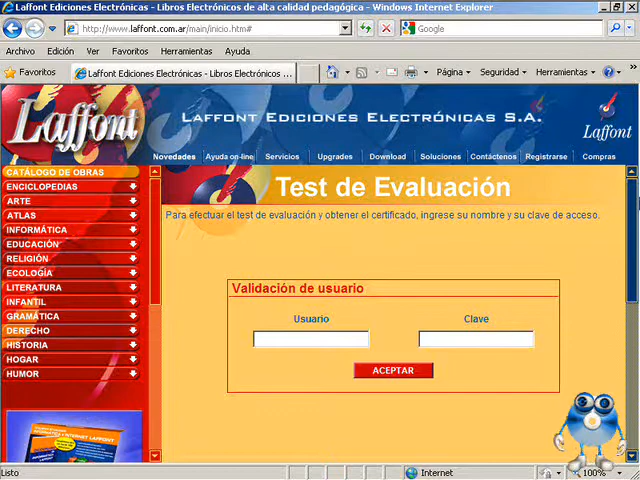 Laffont Ediciones Electrónicas - Libros Electrónicos de alta calidad pedagógica - Windows Internet Explorer
http://www.laffont.com.ar/main/inicio.htm#
Google
Archivo Edición Ver Favoritos Herramientas Ayuda
Favoritos
Laffont Ediciones Electrónicas - Libros Electrónicos ...
Página Seguridad Herramientas
Laffont
LAFFONT EDICIONES ELECTRÓNICAS S.A.
Laffont
Novedades Ayuda on-line Servicios Upgrades Download Soluciones Contáctenos Registrarse Compras
CATÁLOGO DE OBRAS
ENCICLOPEDIAS
ARTE
ATLAS
INFORMÁTICA
EDUCACIÓN
RELIGIÓN
ECOLOGÍA
LITERATURA
INFANTIL
GRAMÁTICA
DERECHO
HISTORIA
HOGAR
HUMOR
Test de Evaluación
Para efectuar el test de evaluación y obtener el certificado, ingrese su nombre y su clave de acceso.
Validación de usuario
Usuario Clave
ACEPTAR
Listo
Internet
100%